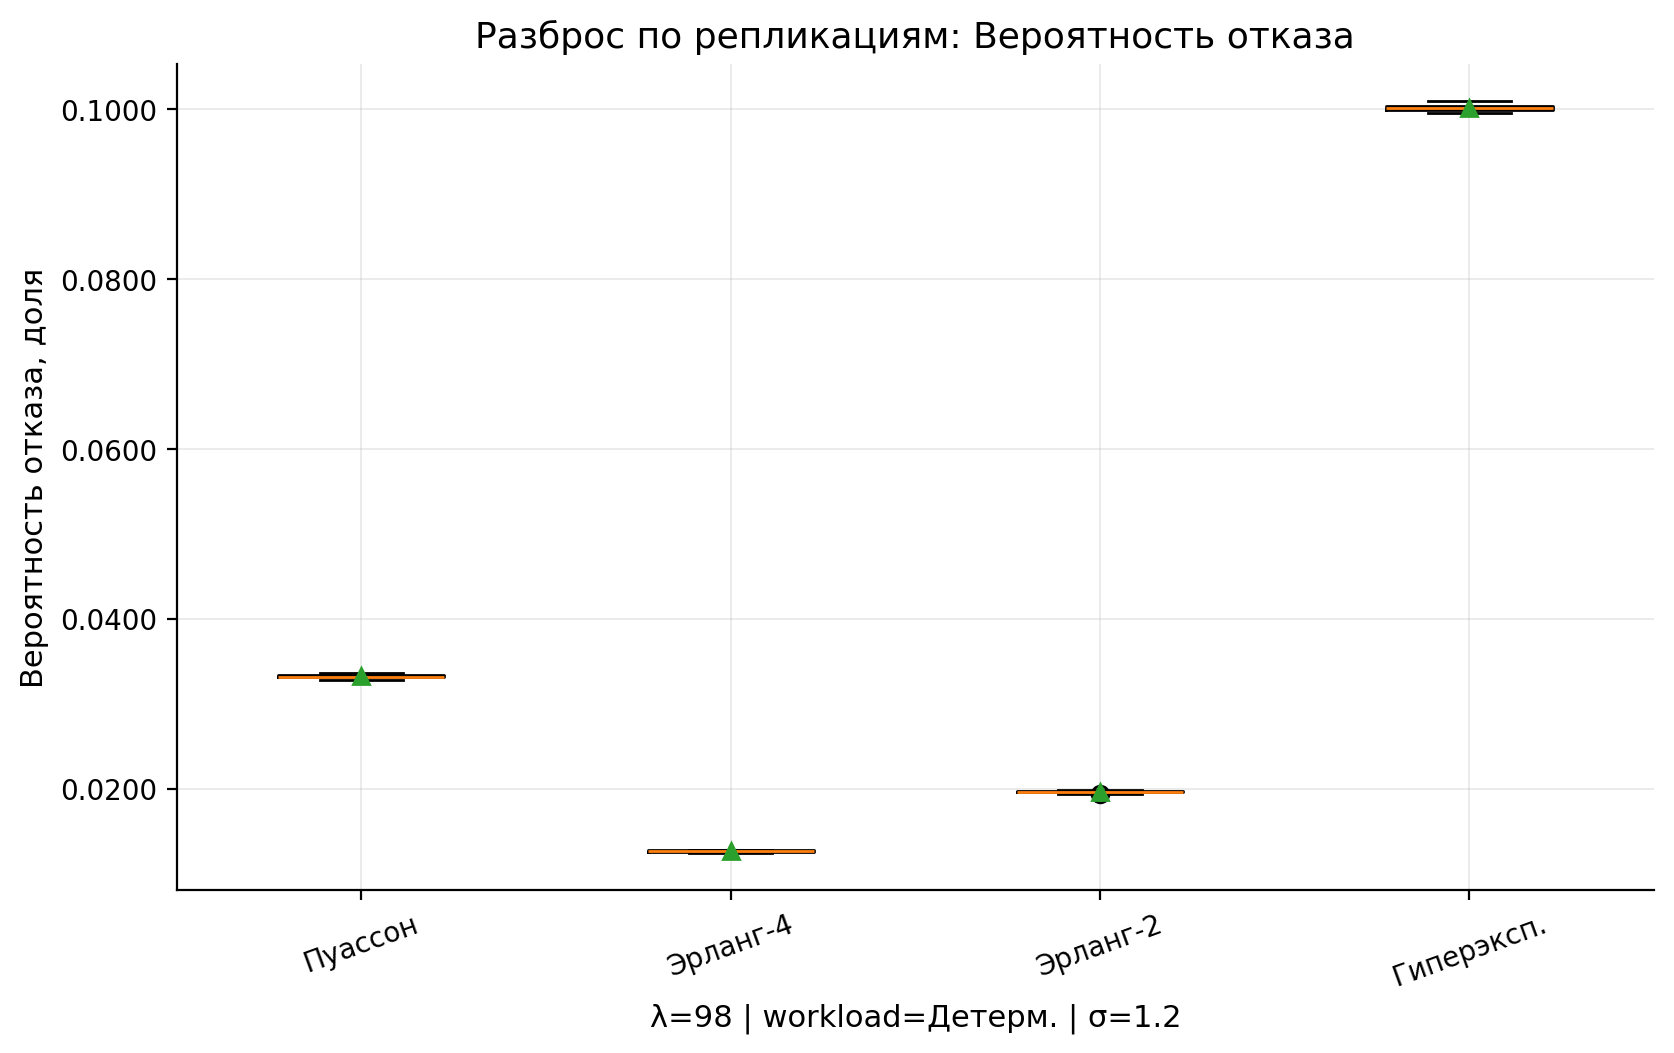 Разброс по репликациям: Вероятность отказа
Вероятность отказа, доля
0.1000
0.0800
0.0600
0.0400
0.0200
Пуассон
Эрланг-4
Эрланг-2
Гиперэксп.
λ=98 | workload=Детерм. | σ=1.2